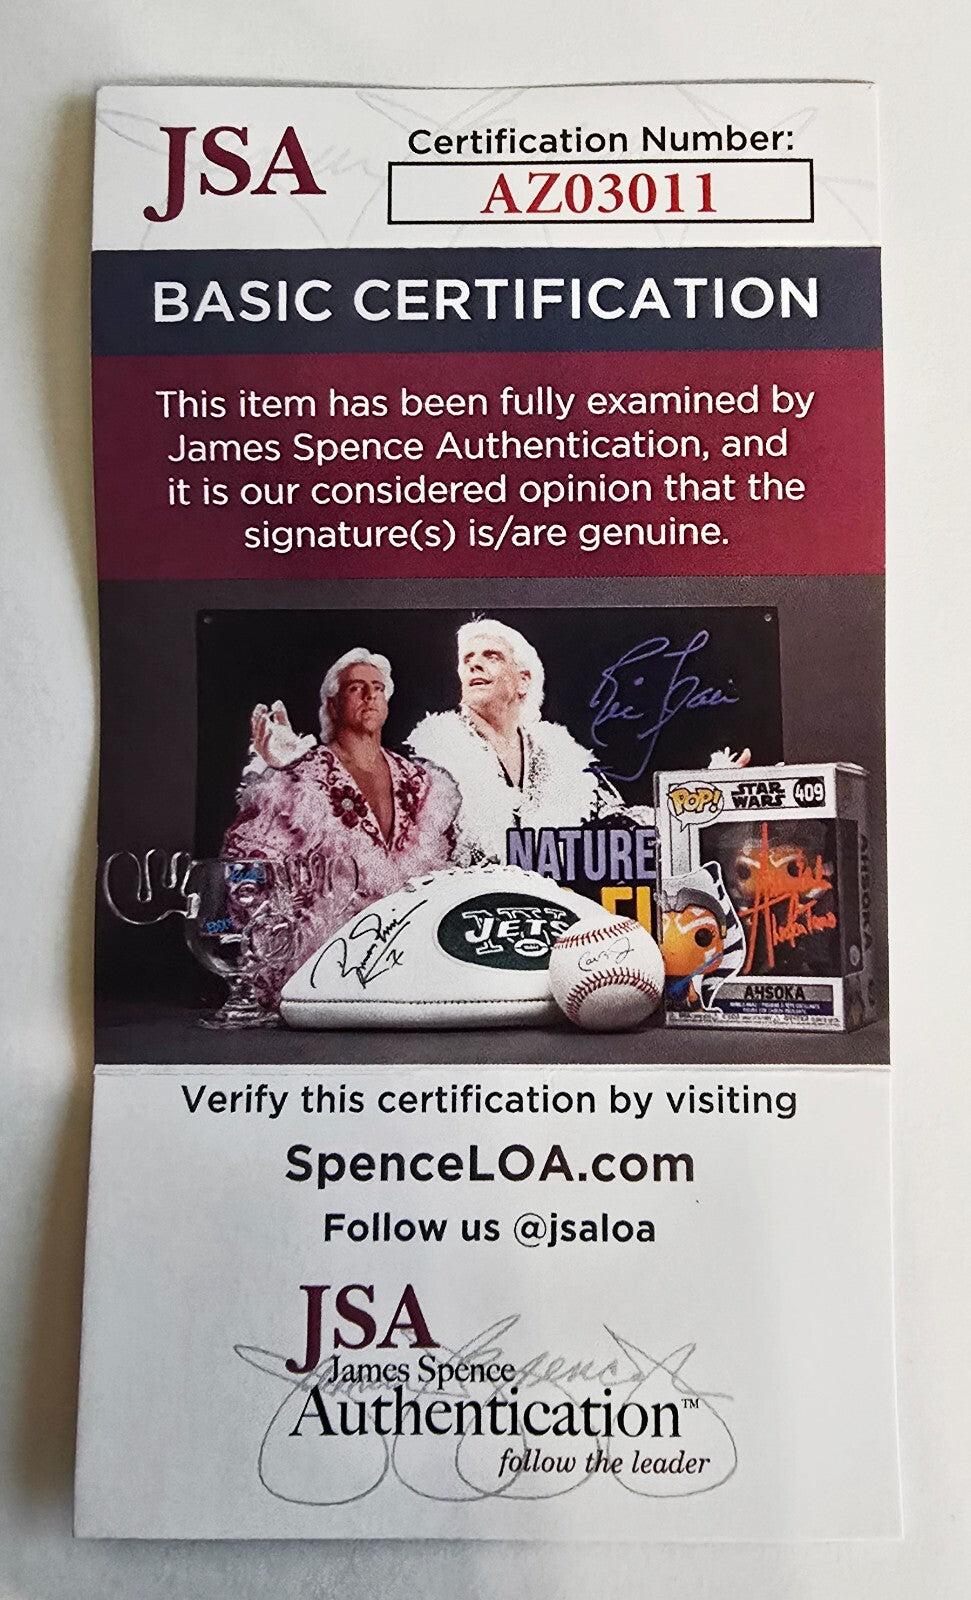 JSA
Certification Number:
AZ03011
BASIC CERTIFICATION
This item has been fully examined by
James Spence Authentication, and
it is our considered opinion that the
signature(s) is/are genuine.
NATURE
JETS
POP!
STAR
WARS
409
AHSOKA
AHSOKA
Verify this certification by visiting
SpenceLOA.com
Follow us @jsaloa
JSA
James Spence
Authentication™
follow the leader